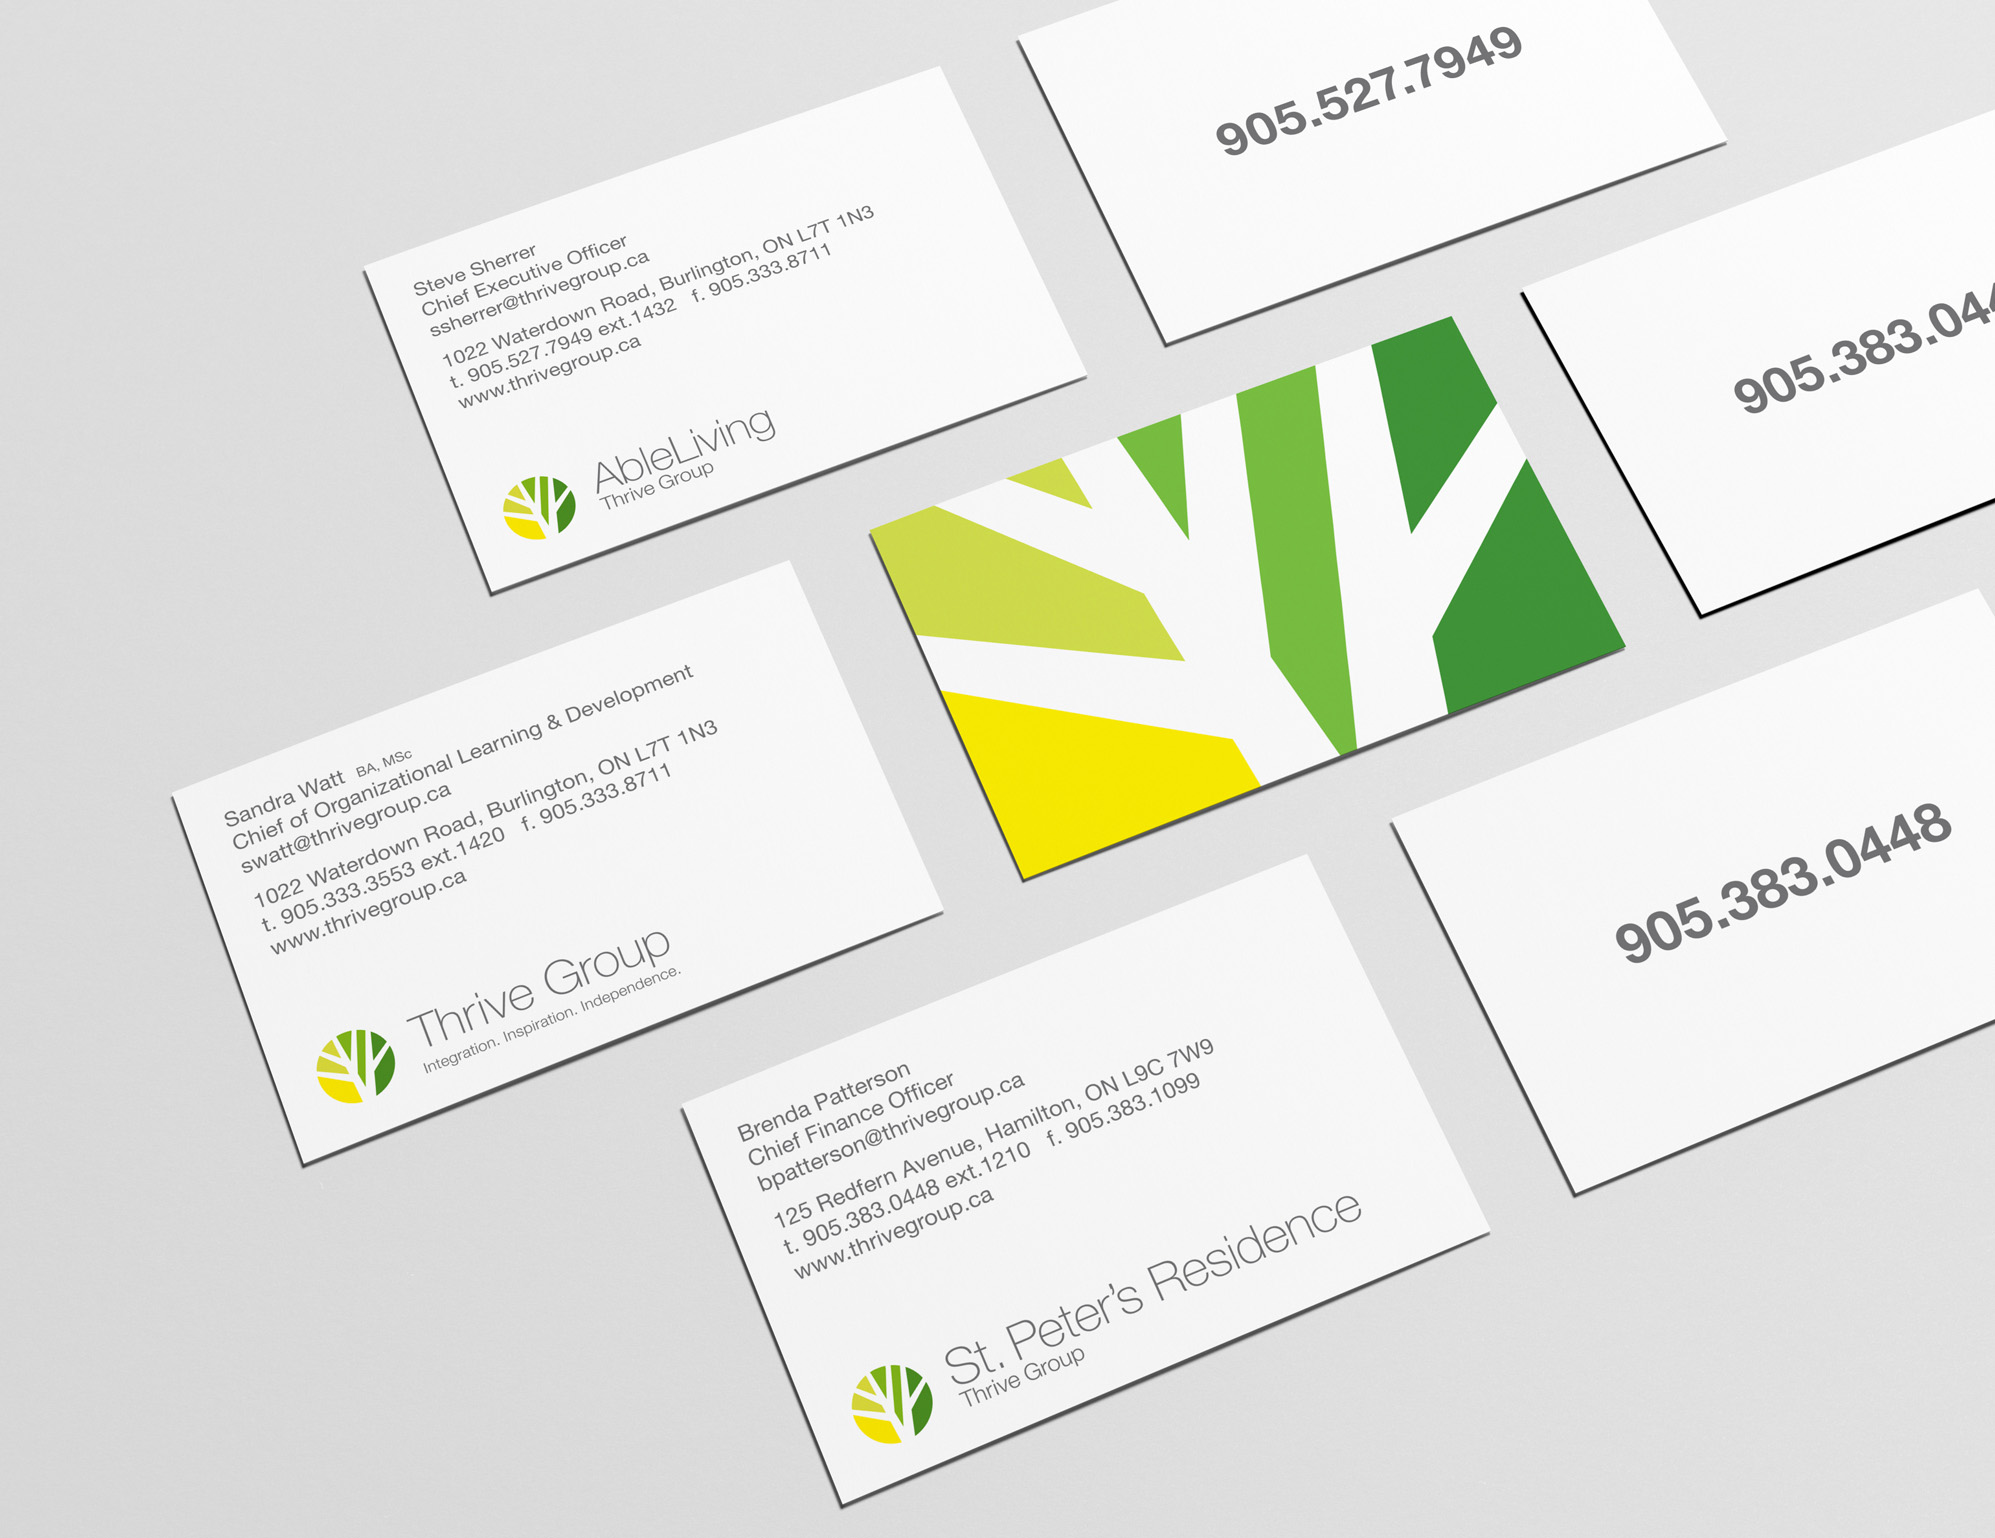 905.527.7949
Steve Sherrer
Chief Executive Officer
ssherrer@thrivegroup.ca
1022 Waterdown Road, Burlington, ON L7T 1N3
t. 905.527.7949 ext.1432 f. 905.333.8711
www.thrivegroup.ca
AbleLiving
Thrive Group
905.383.044
Sandra Watt BA, MSc
Chief of Organizational Learning & Development
swatt@thrivegroup.ca
1022 Waterdown Road, Burlington, ON L7T 1N3
t. 905.333.3553 ext.1420 f. 905.333.8711
www.thrivegroup.ca
Thrive Group
Integration. Inspiration. Independence.
905.383.0448
Brenda Patterson
Chief Finance Officer
bpatterson@thrivegroup.ca
125 Redfern Avenue, Hamilton, ON L9C 7W9
t. 905.383.0448 ext.1210 f. 905.383.1099
www.thrivegroup.ca
St. Peter's Residence
Thrive Group